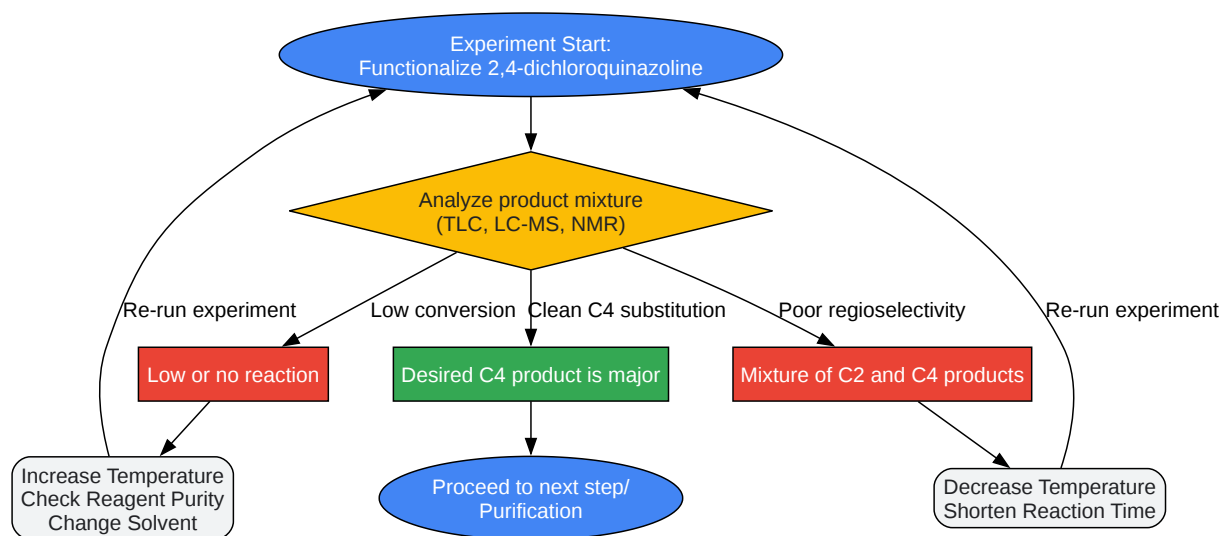 Experiment Start:
Functionalize 2,4-dichloroquinazoline
Analyze product mixture
(TLC, LC-MS, NMR)
Re-run experiment
Low conversion
Clean C4 substitution
Poor regioselectivity
Re-run experiment
Low or no reaction
Desired C4 product is major
Mixture of C2 and C4 products
Increase Temperature
Check Reagent Purity
Change Solvent
Proceed to next step/
Purification
Decrease Temperature
Shorten Reaction Time